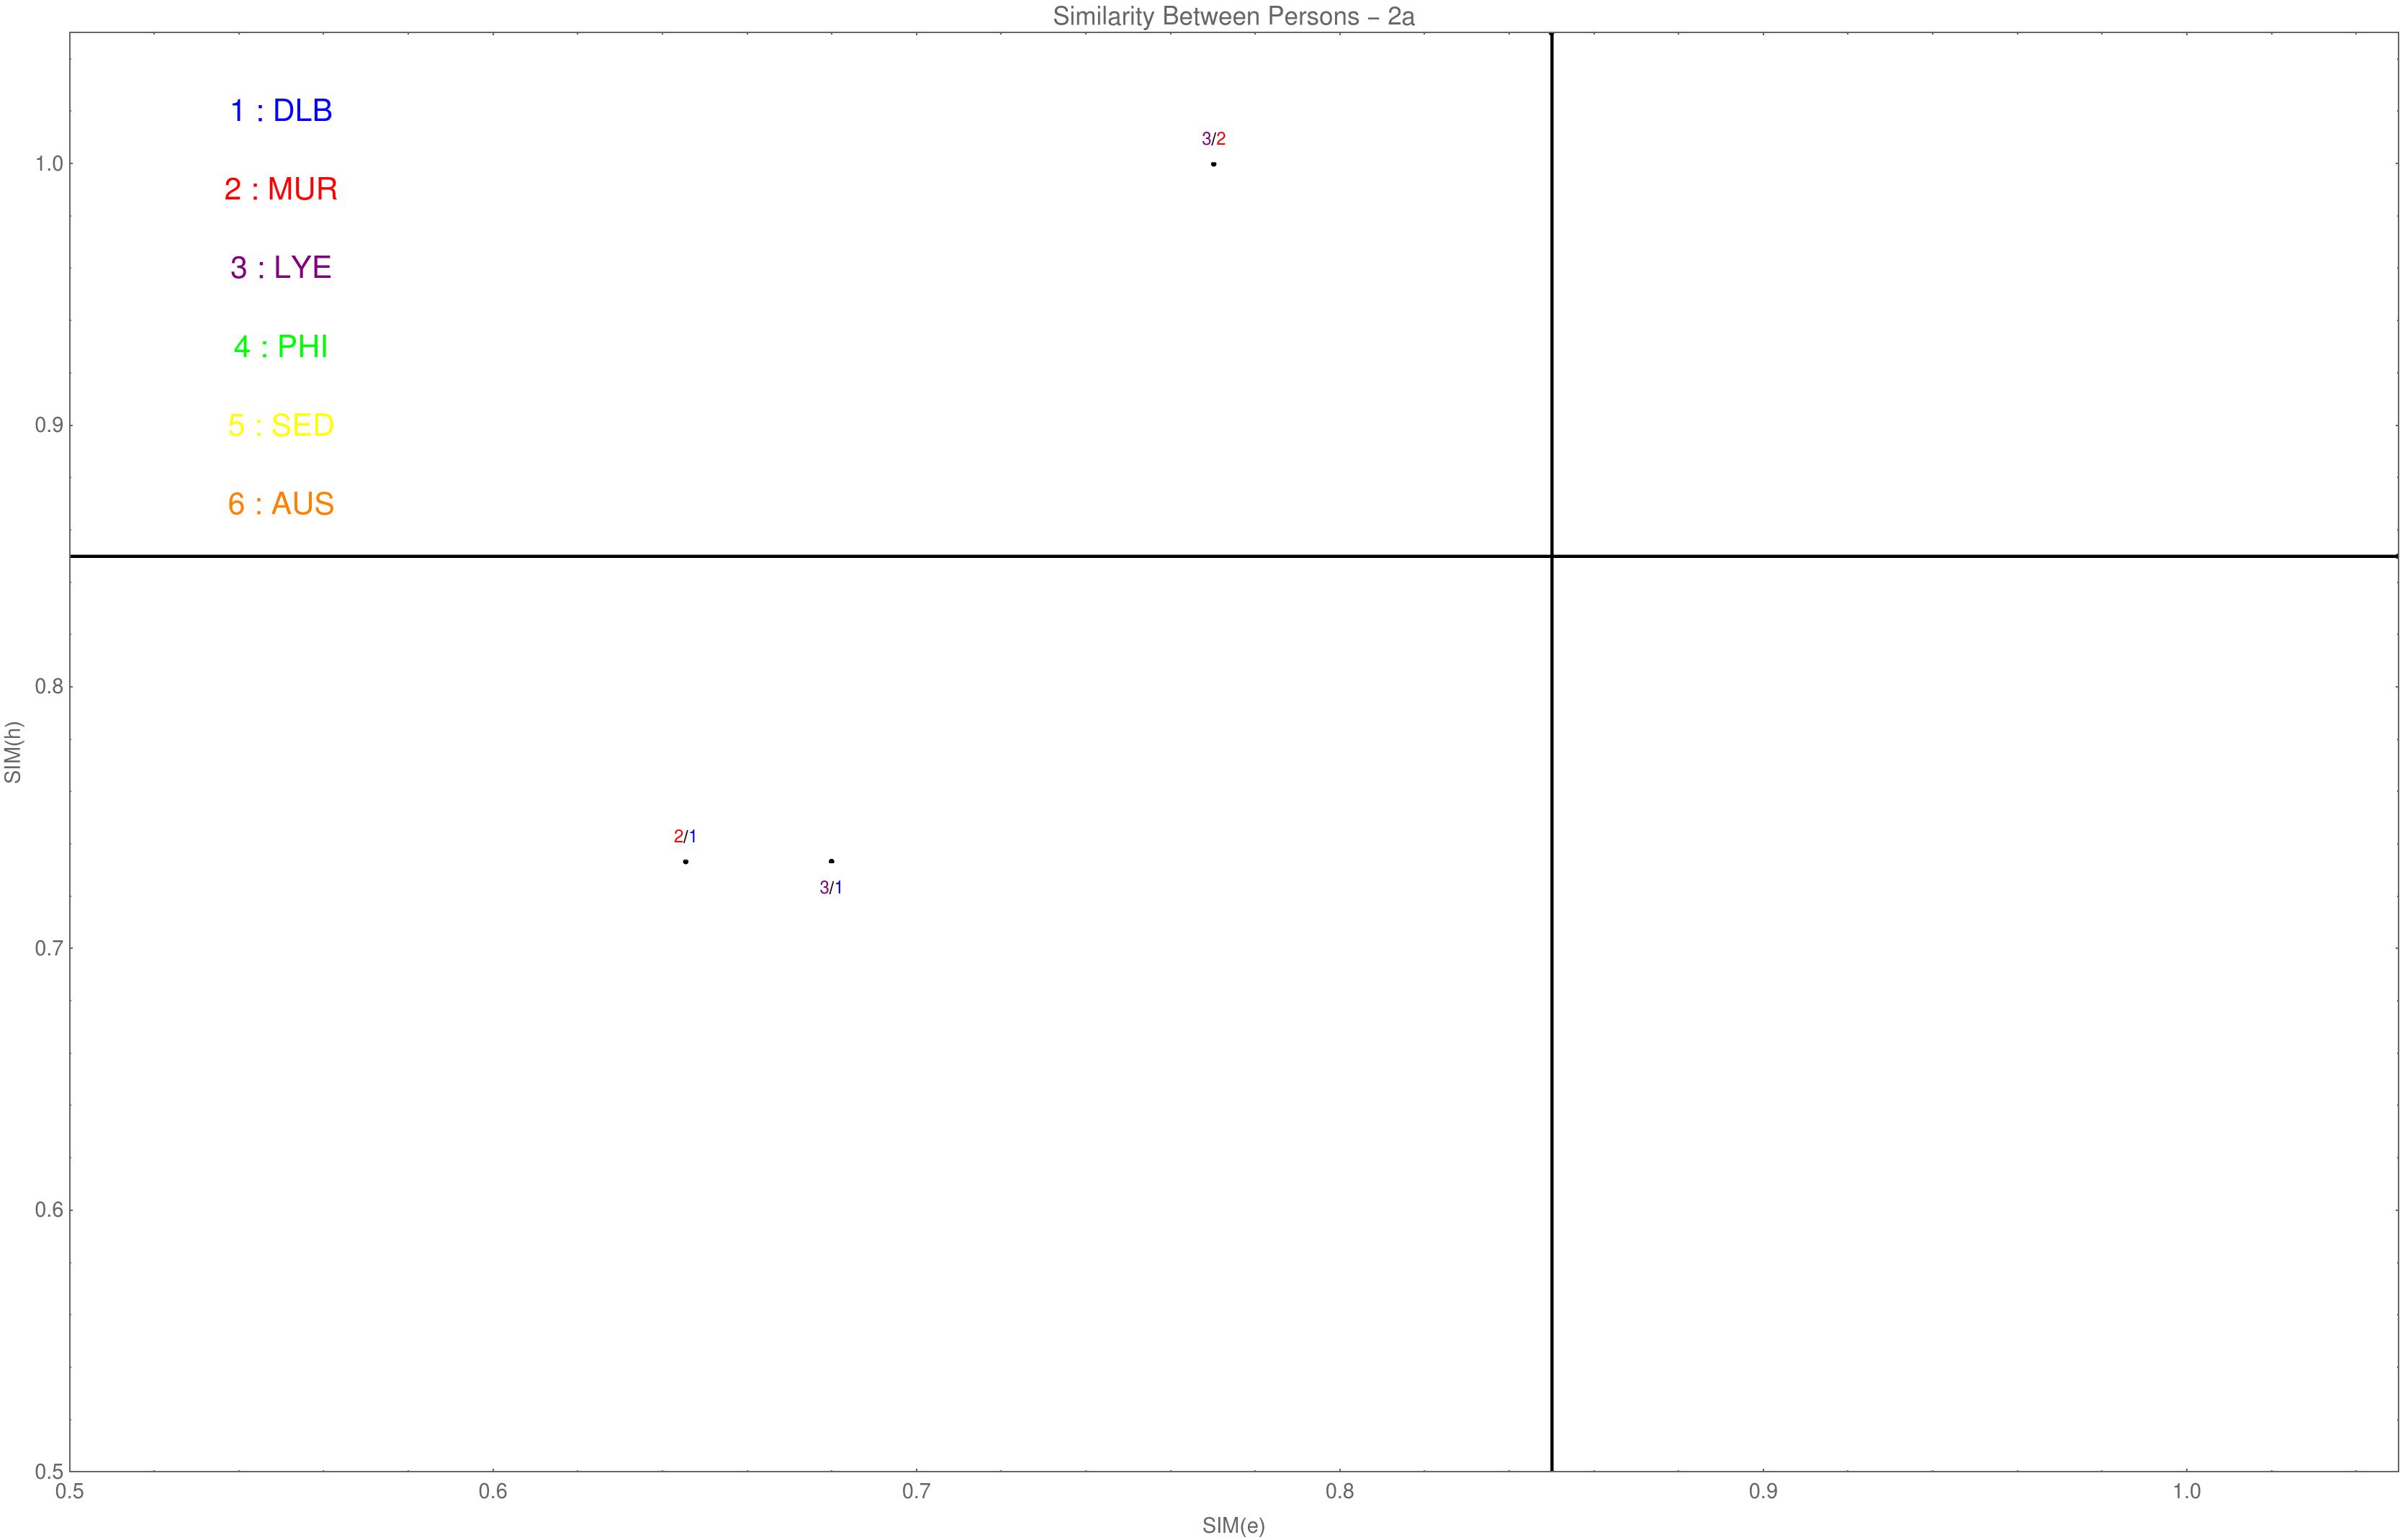 Similarity Between Persons − 2a
1 : DLB
2 : MUR
3 : LYE
4 : PHI
5 : SED
6 : AUS
3/2
2/1
3/1
1.0
0.9
0.8
0.7
0.6
0.5
SIM(h)
0.5 0.6 0.7 0.8 0.9 1.0
SIM(e)